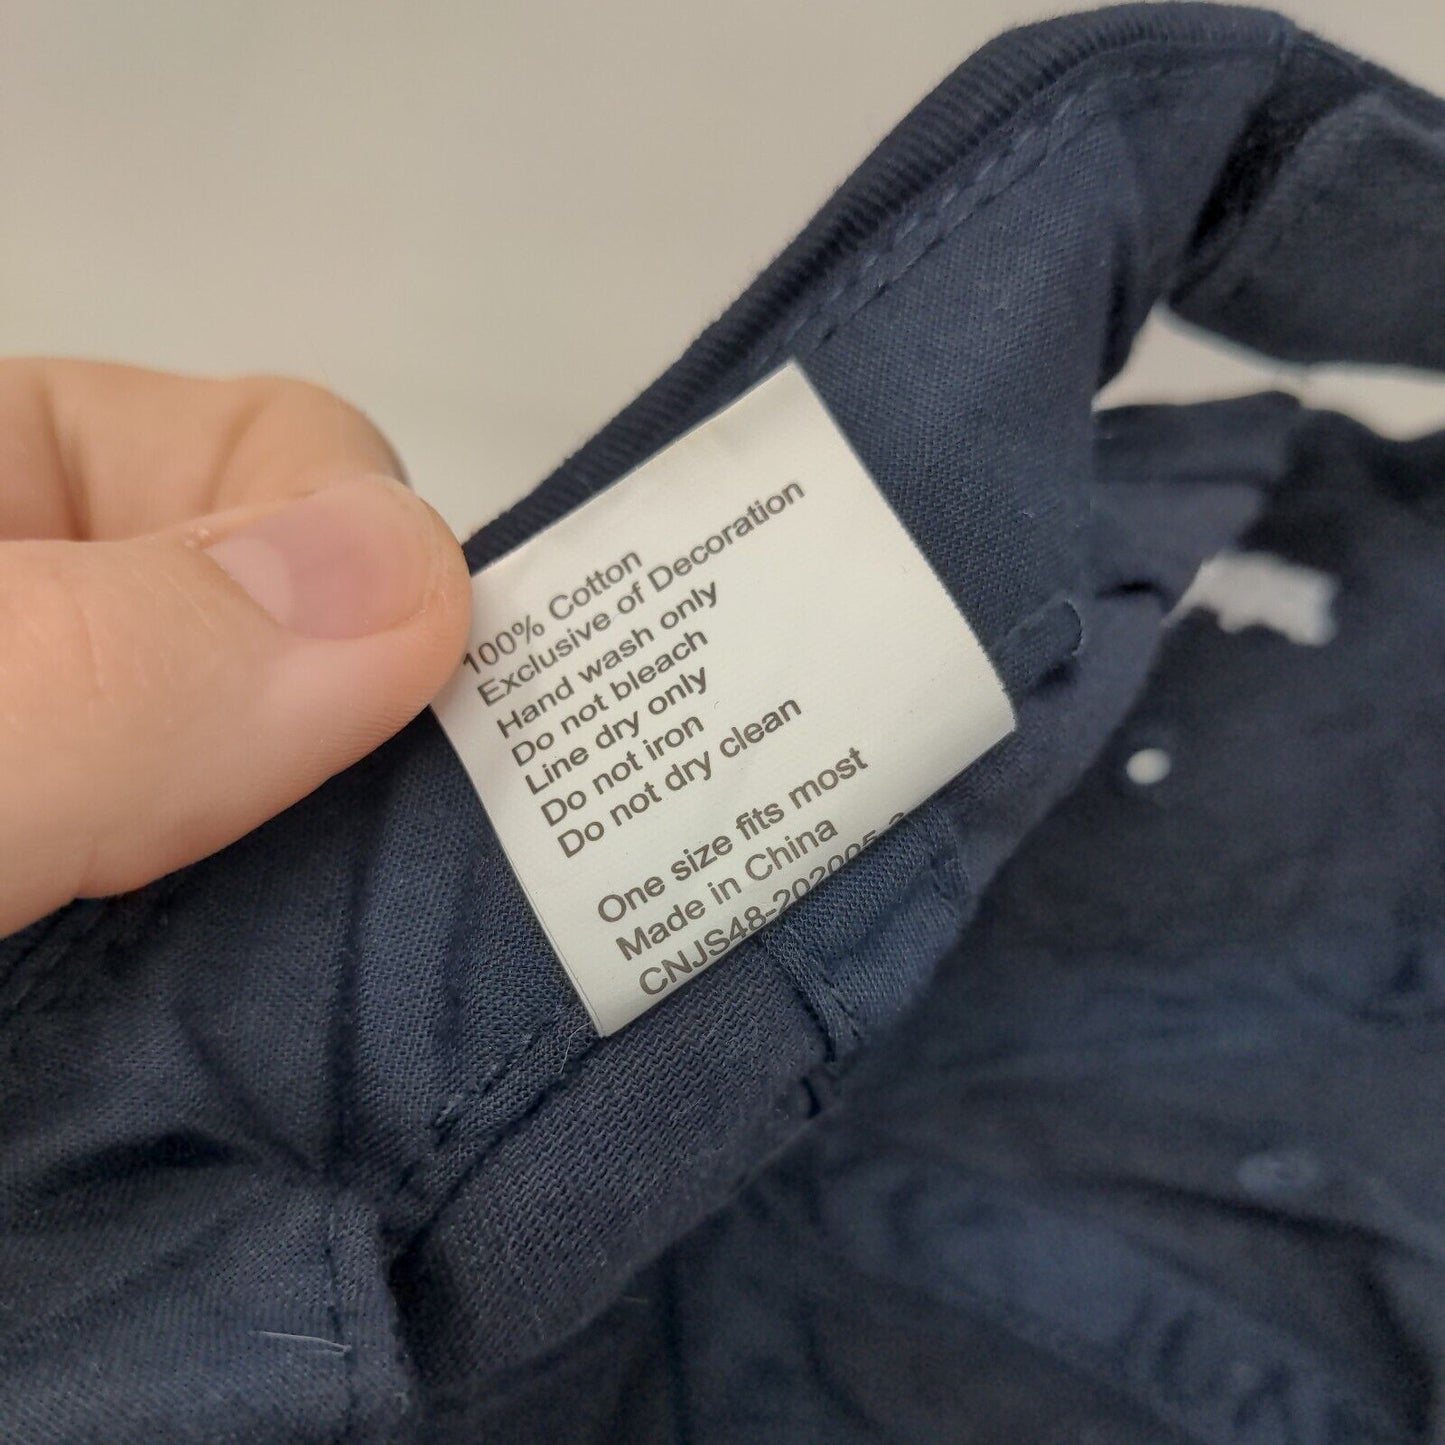 100% Cotton
Exclusive of Decoration
Hand wash only
Do not bleach
Line dry only
Do not iron
Do not dry clean
One size fits most
Made in China